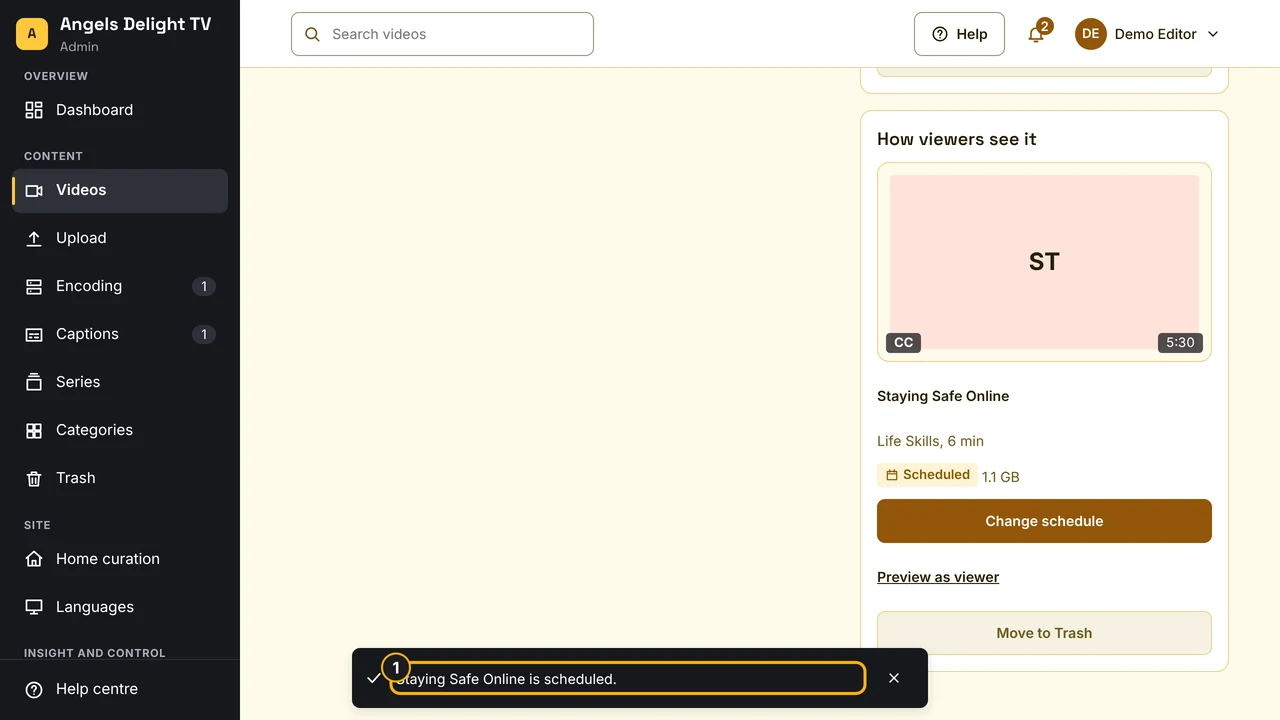 A
Angels Delight TV
Admin
OVERVIEW
Dashboard
CONTENT
Videos
Upload
Encoding 1
Captions 1
Series
Categories
Trash
SITE
Home curation
Languages
INSIGHT AND CONTROL
Help centre
Search videos
Help
2
DE
Demo Editor
How viewers see it
ST
CC
5:30
Staying Safe Online
Life Skills, 6 min
Scheduled 1.1 GB
Change schedule
Preview as viewer
Move to Trash
1
Staying Safe Online is scheduled.